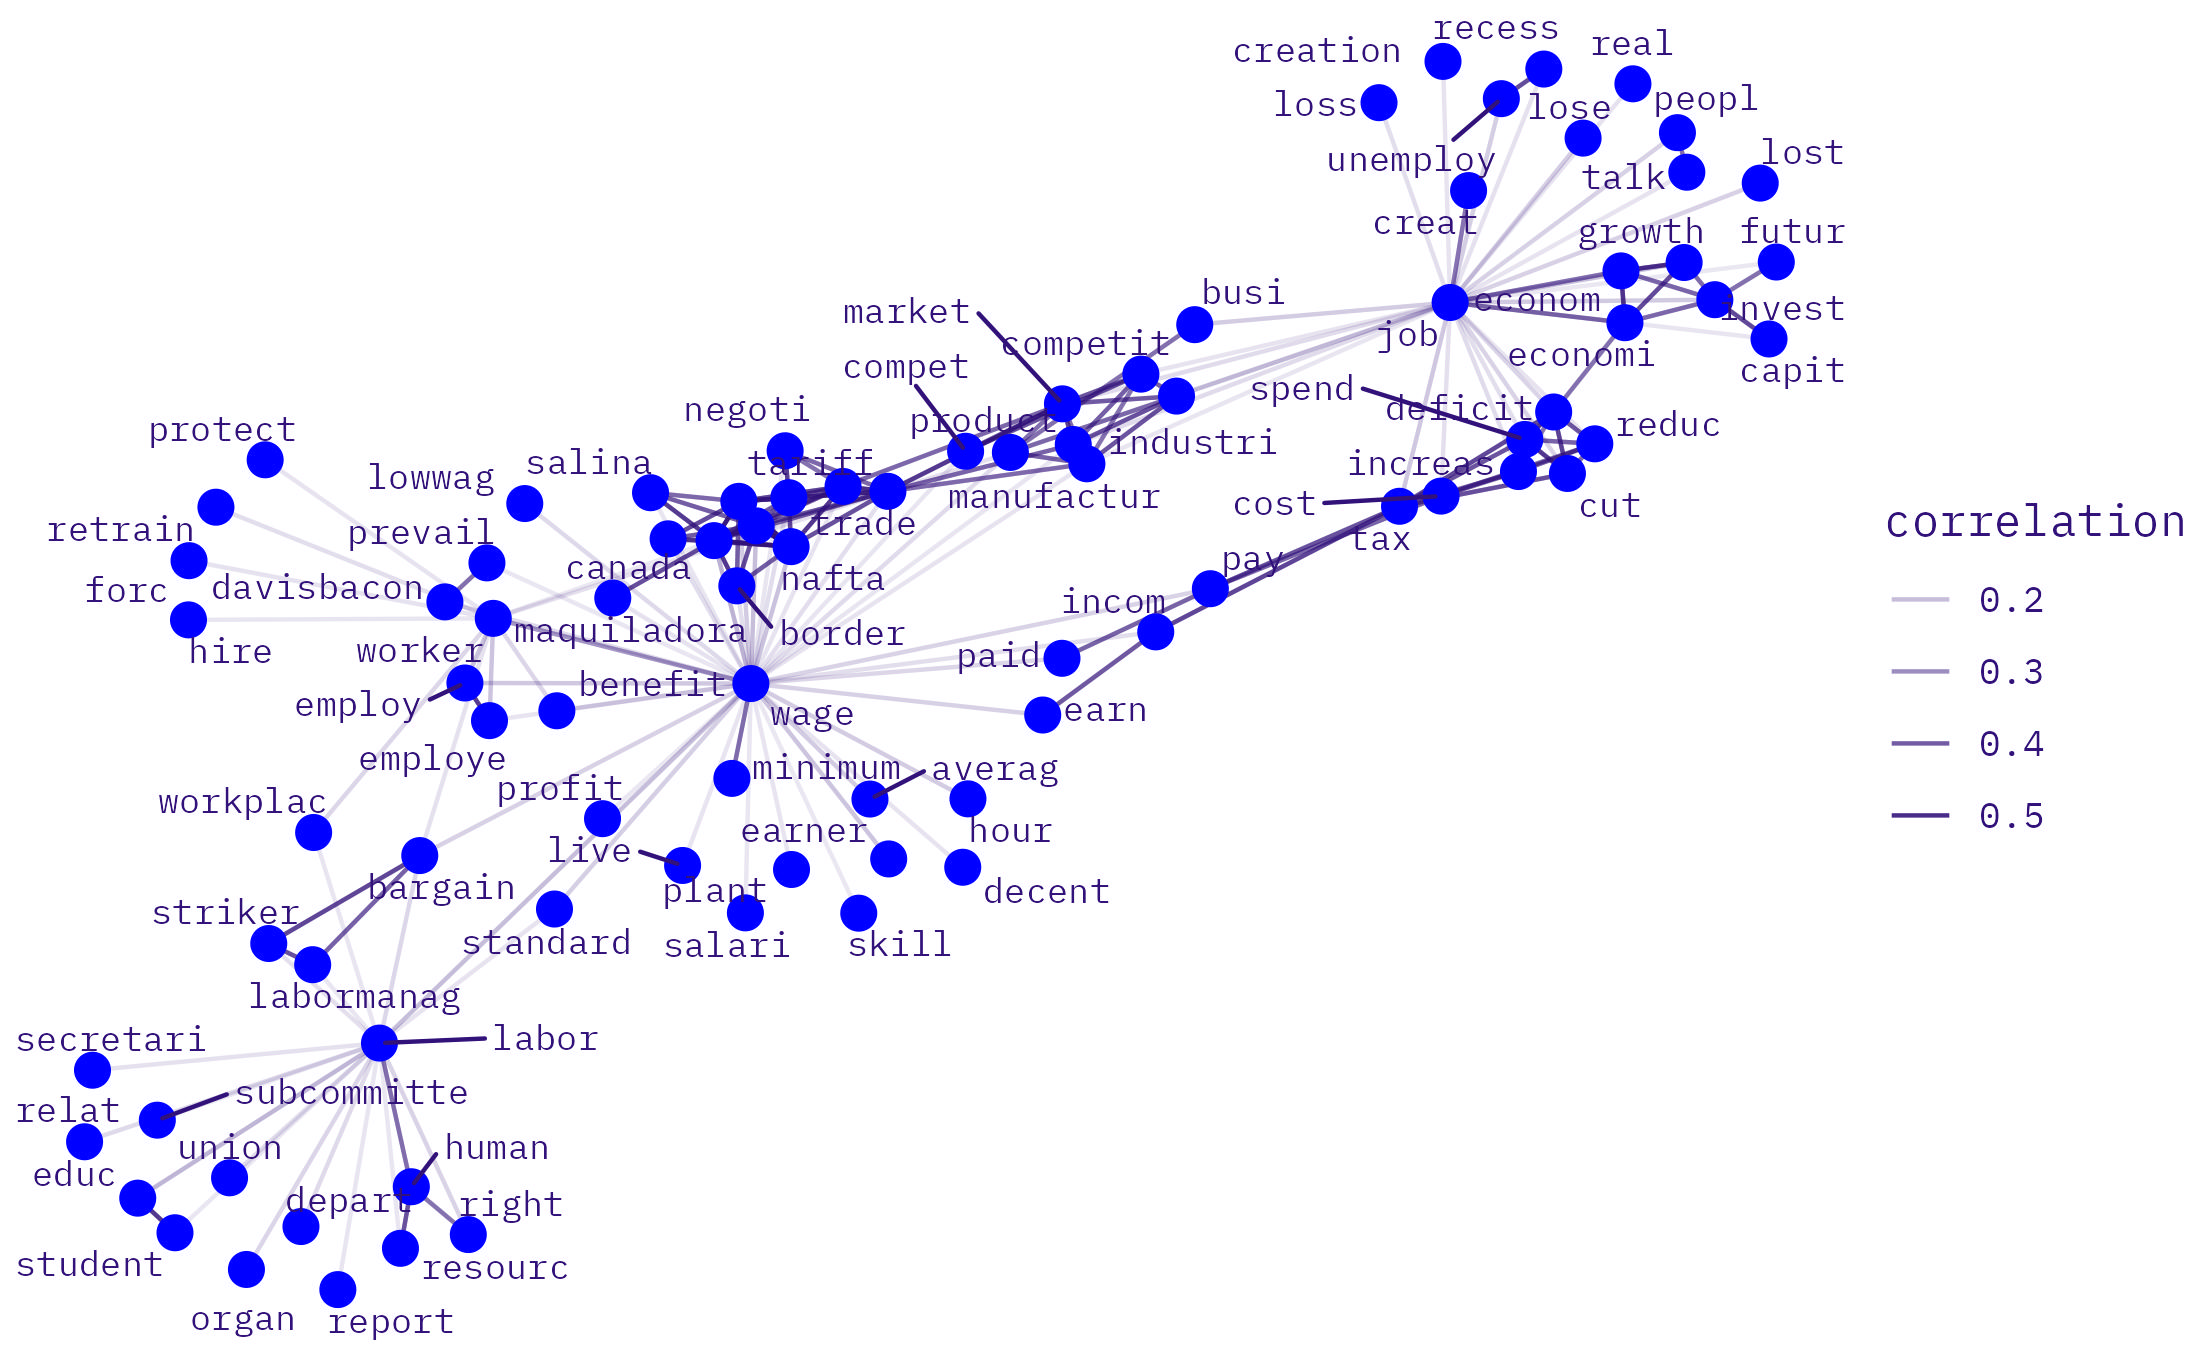 recess
creation
real
loss
lose
peopl
unemploy
talk
lost
creat
growth
futur
busi
econom
invest
market
competit
job
economi
capit
compet
spend
negoti
product
deficit
reduc
protect
lowwag
salina
tariff
industri
increas
manufactur
cost
cut
correlation
retrain
prevail
trade
tax
pay
forc
davisbacon
canada
nafta
0.2
incom
maquiladora
border
hire
worker
paid
0.3
employ
benefit
wage
earn
0.4
employe
profit
minimum
averag
workplac
earner
hour
0.5
live
bargain
plant
decent
striker
standard
salari
skill
labormanag
secretari
labor
subcommitte
relat
union
human
educ
depart
right
student
resourc
organ
report